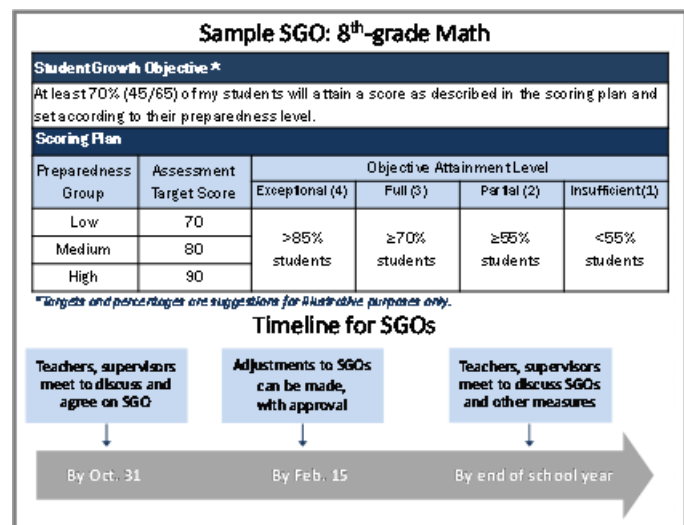 Sample SGO: 8th-grade Math
Student Growth Objective *
At least 70% (45/65) of my students will attain a score as described in the scoring plan and
set according to their preparedness level.
Scoring Plan
Preparedness Group
Assessment Target Score
Objective Attainment Level
Exceptional (4)
Full (3)
Partial (2)
Insufficient(1)
Low
70
>85% students
≥70% students
≥55% students
<55% students
Medium
80
High
90
*Targets and percentages are suggestions for illustrative purposes only.
Timeline for SGOs
Teachers, supervisors
meet to discuss and
agree on SGO
Adjustments to SGOs
can be made,
with approval
Teachers, supervisors
meet to discuss SGOs
and other measures
By Oct. 31
By Feb. 15
By end of school year